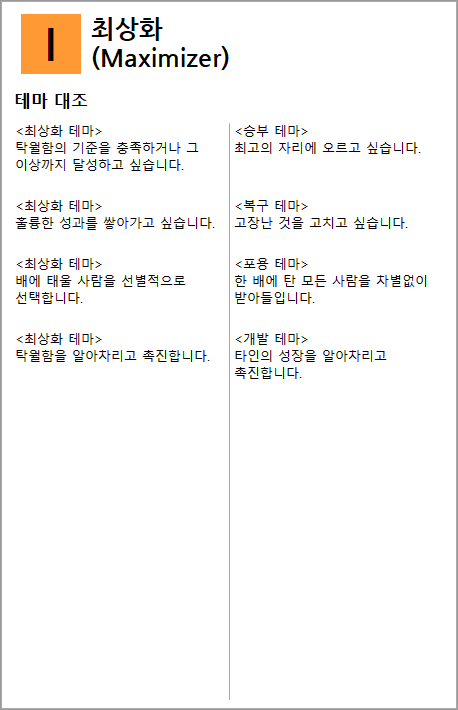 I
최상화
(Maximizer)
테마 대조
<최상화 테마>
탁월함의 기준을 충족하거나 그
이상까지 달성하고 싶습니다.
<승부 테마>
최고의 자리에 오르고 싶습니다.
<최상화 테마>
훌륭한 성과를 쌓아가고 싶습니다.
<복구 테마>
고장난 것을 고치고 싶습니다.
<최상화 테마>
배에 태울 사람을 선별적으로
선택합니다.
<포용 테마>
한 배에 탄 모든 사람을 차별없이
받아들입니다.
<최상화 테마>
탁월함을 알아차리고 촉진합니다.
<개발 테마>
타인의 성장을 알아차리고
촉진합니다.